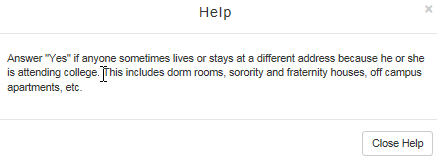 Help
×
Answer "Yes" if anyone sometimes lives or stays at a different address because he or she
is attending college. This includes dorm rooms, sorority and fraternity houses, off campus
apartments, etc.
Close Help